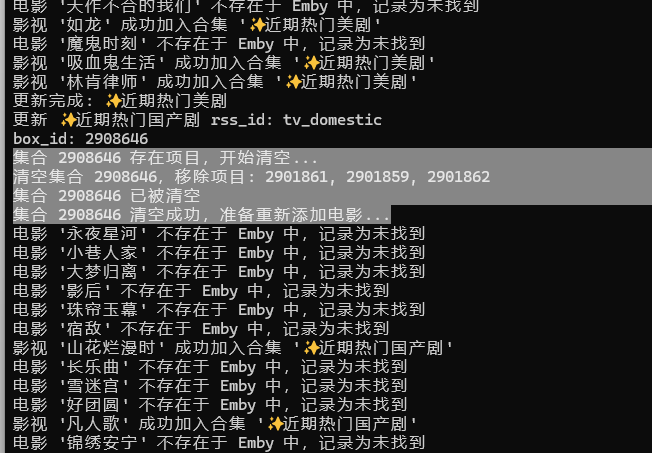 电影 '天作不合的我们' 不存在于 Emby 中，记录为未找到
影视 '如龙' 成功加入合集 '✨近期热门美剧'
电影 '魔鬼时刻' 不存在于 Emby 中，记录为未找到
影视 '吸血鬼生活' 成功加入合集 '✨近期热门美剧'
影视 '林肯律师' 成功加入合集 '✨近期热门美剧'
更新完成: ✨近期热门美剧
更新 ✨近期热门国产剧 rss_id: tv_domestic
box_id: 2908646
集合 2908646 存在项目，开始清空...
清空集合 2908646，移除项目: 2901861, 2901859, 2901862
集合 2908646 已被清空
集合 2908646 清空成功，准备重新添加电影...
电影 '永夜星河' 不存在于 Emby 中，记录为未找到
电影 '小巷人家' 不存在于 Emby 中，记录为未找到
电影 '大梦归离' 不存在于 Emby 中，记录为未找到
电影 '影后' 不存在于 Emby 中，记录为未找到
电影 '珠帘玉幕' 不存在于 Emby 中，记录为未找到
电影 '宿敌' 不存在于 Emby 中，记录为未找到
影视 '山花烂漫时' 成功加入合集 '✨近期热门国产剧'
电影 '长乐曲' 不存在于 Emby 中，记录为未找到
电影 '雪迷宫' 不存在于 Emby 中，记录为未找到
电影 '好团圆' 不存在于 Emby 中，记录为未找到
影视 '凡人歌' 成功加入合集 '✨近期热门国产剧'
电影 '锦绣安宁' 不存在于 Emby 中，记录为未找到